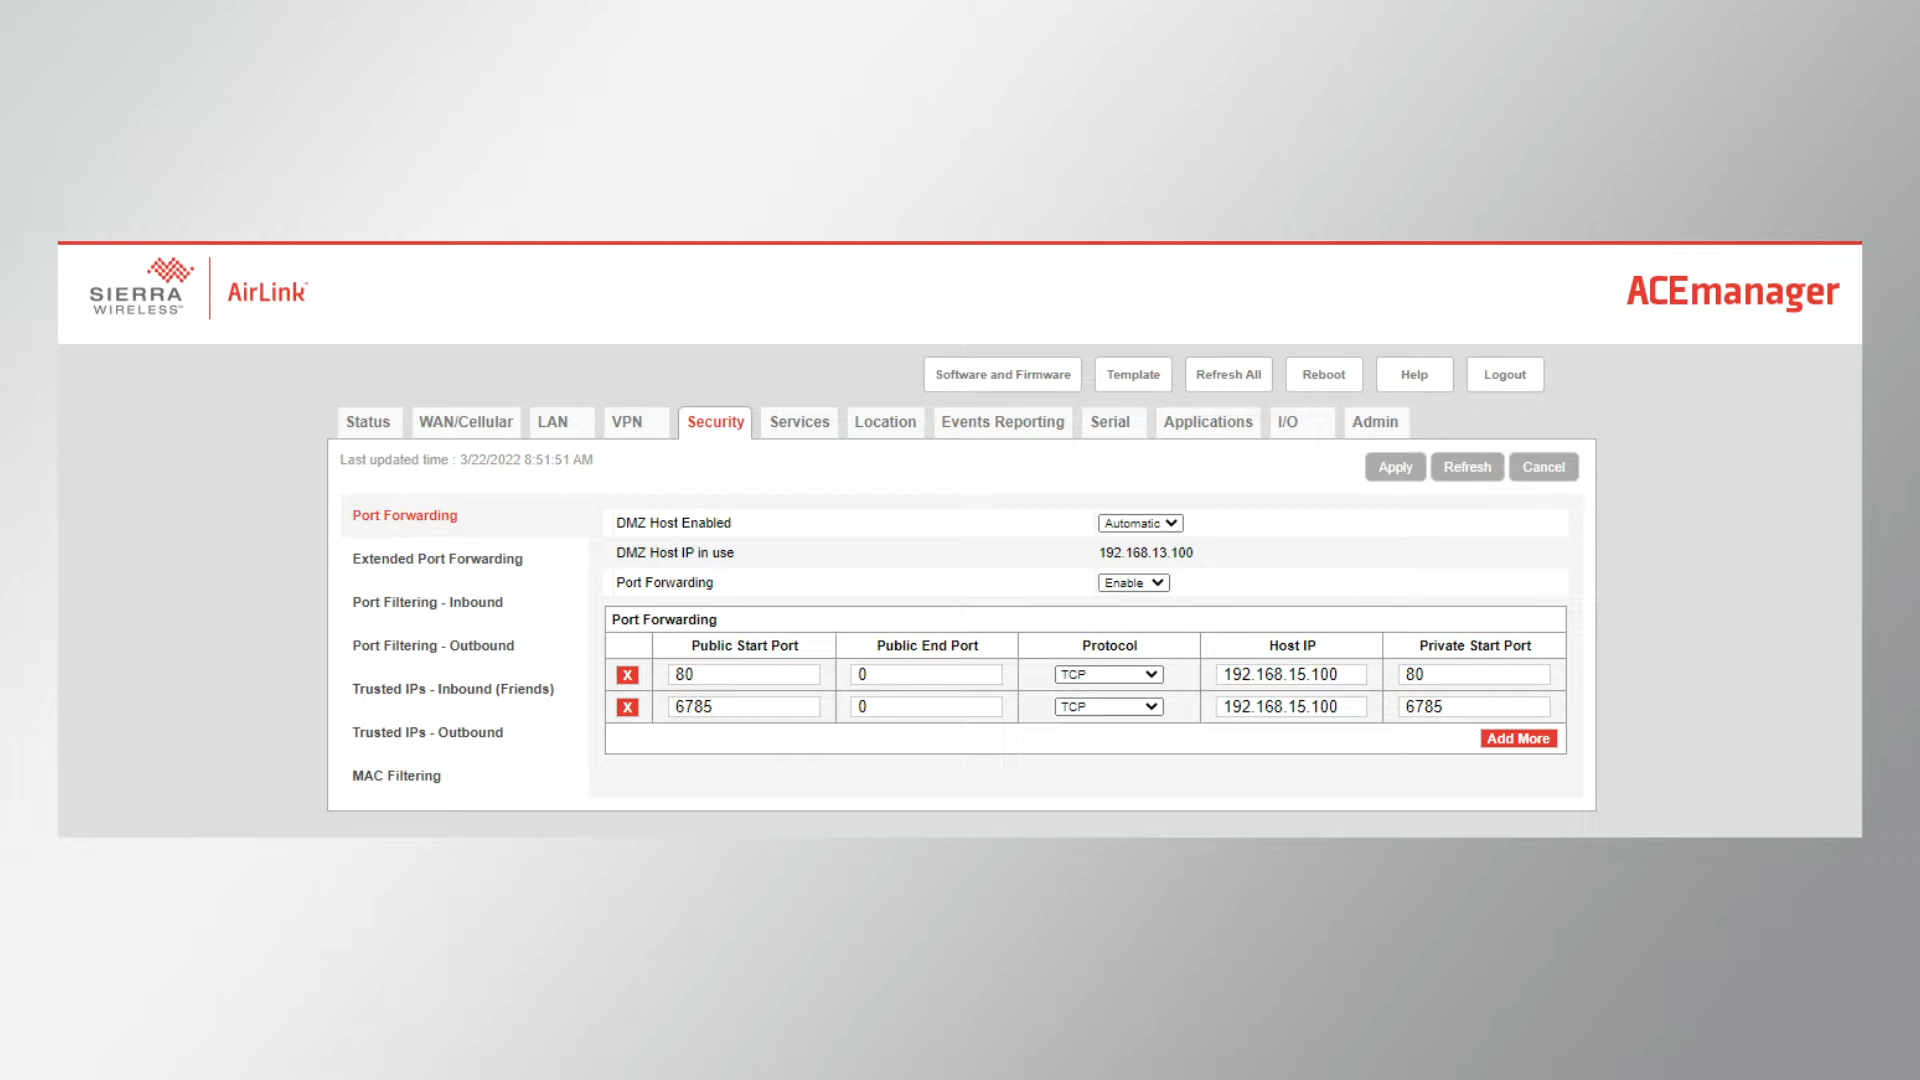 SIERRA
WIRELESS™
AirLink™
ACEmanager
Software and Firmware Template Refresh All Reboot Help Logout
Status WAN/Cellular LAN VPN Security Services Location Events Reporting Serial Applications I/O Admin
Last updated time : 3/22/2022 8:51:51 AM
Apply Refresh Cancel
Port Forwarding
Extended Port Forwarding
Port Filtering - Inbound
Port Filtering - Outbound
Trusted IPs - Inbound (Friends)
Trusted IPs - Outbound
MAC Filtering
DMZ Host Enabled Automatic
DMZ Host IP in use 192.168.13.100
Port Forwarding Enable
Port Forwarding
Public Start Port Public End Port Protocol Host IP Private Start Port
X 80 0 TCP 192.168.15.100 80
X 6785 0 TCP 192.168.15.100 6785
Add More